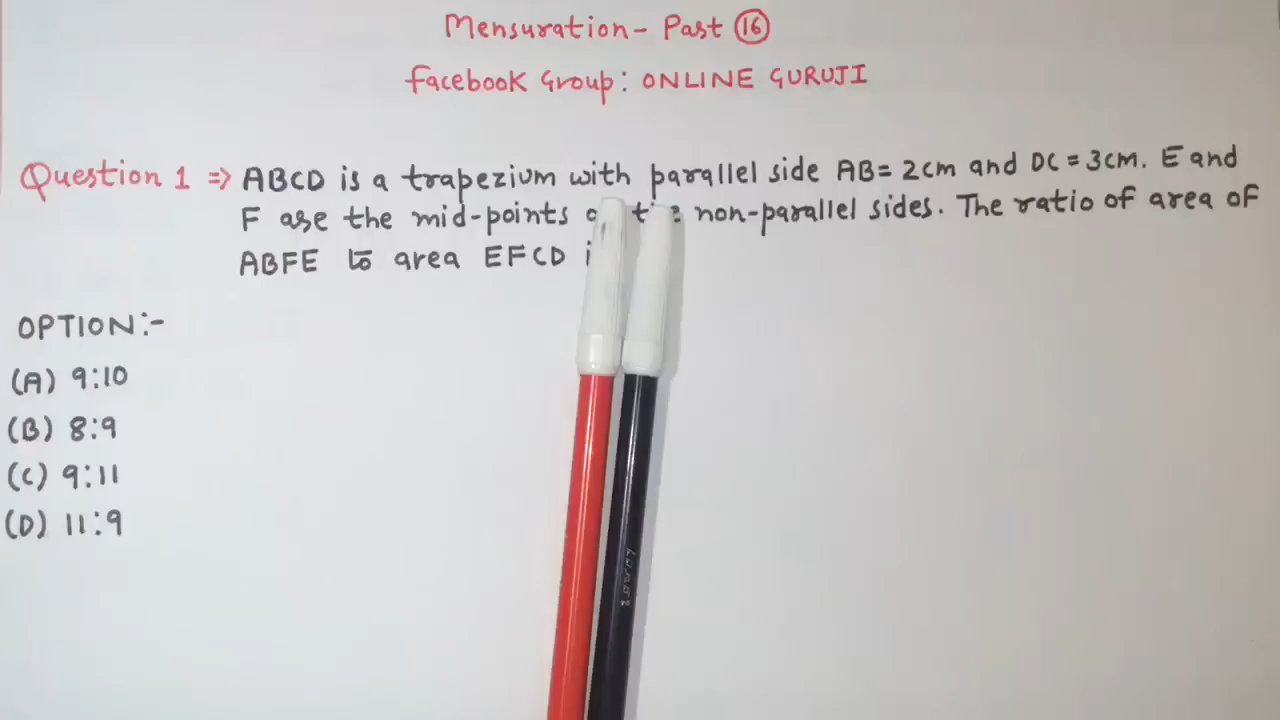 Mensuration- Part 16
Facebook Group: ONLINE GURUJI
Question 1 => ABCD is a trapezium with parallel side AB= 2cm and DC = 3cm. E and
F are the mid-points non-parallel sides. The ratio of area of
ABFE to area EFCD
OPTION:-
(A) 9:10
(B) 8:9
(C) 9:11
(D) 11:9